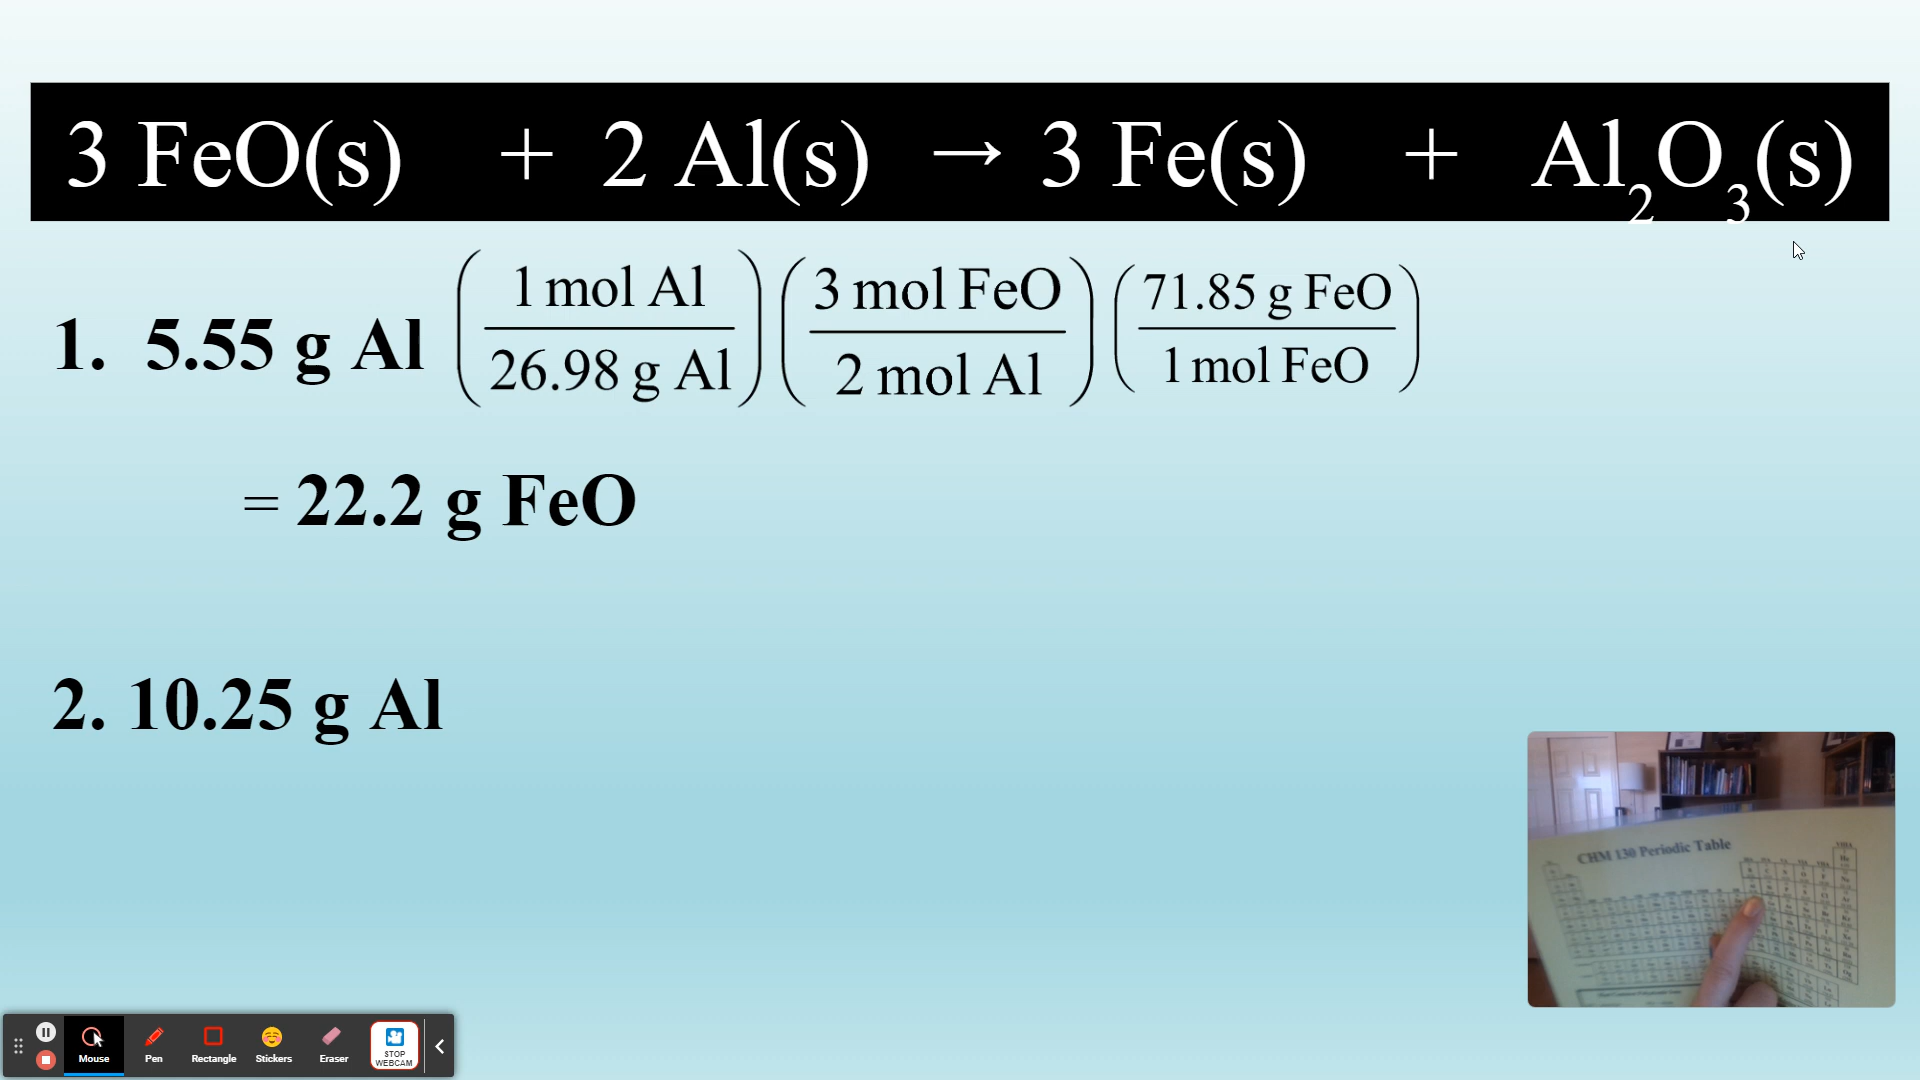 3 FeO(s) + 2 Al(s) → 3 Fe(s) + Al₂O₃(s)
1. 5.55 g Al (1 mol Al / 26.98 g Al) (3 mol FeO / 2 mol Al) (71.85 g FeO / 1 mol FeO)
= 22.2 g FeO
2. 10.25 g Al
CHM 130 Periodic Table
Mouse Pen Rectangle Stickers Eraser STOP WEBCAM